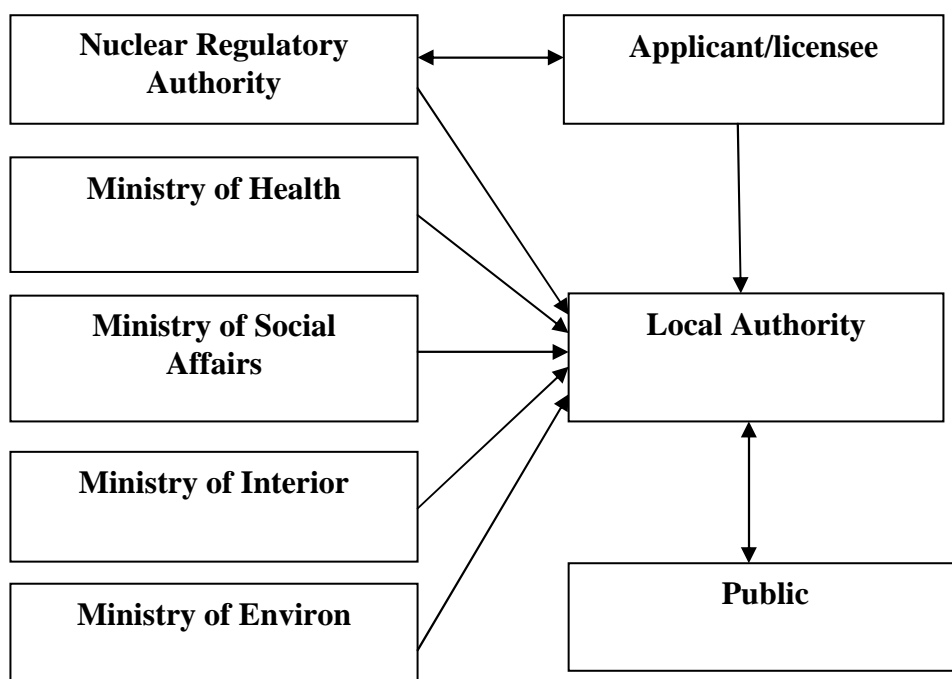 Nuclear Regulatory
Authority
Applicant/licensee
Ministry of Health
Ministry of Social
Affairs
Local Authority
Ministry of Interior
Ministry of Environ
Public